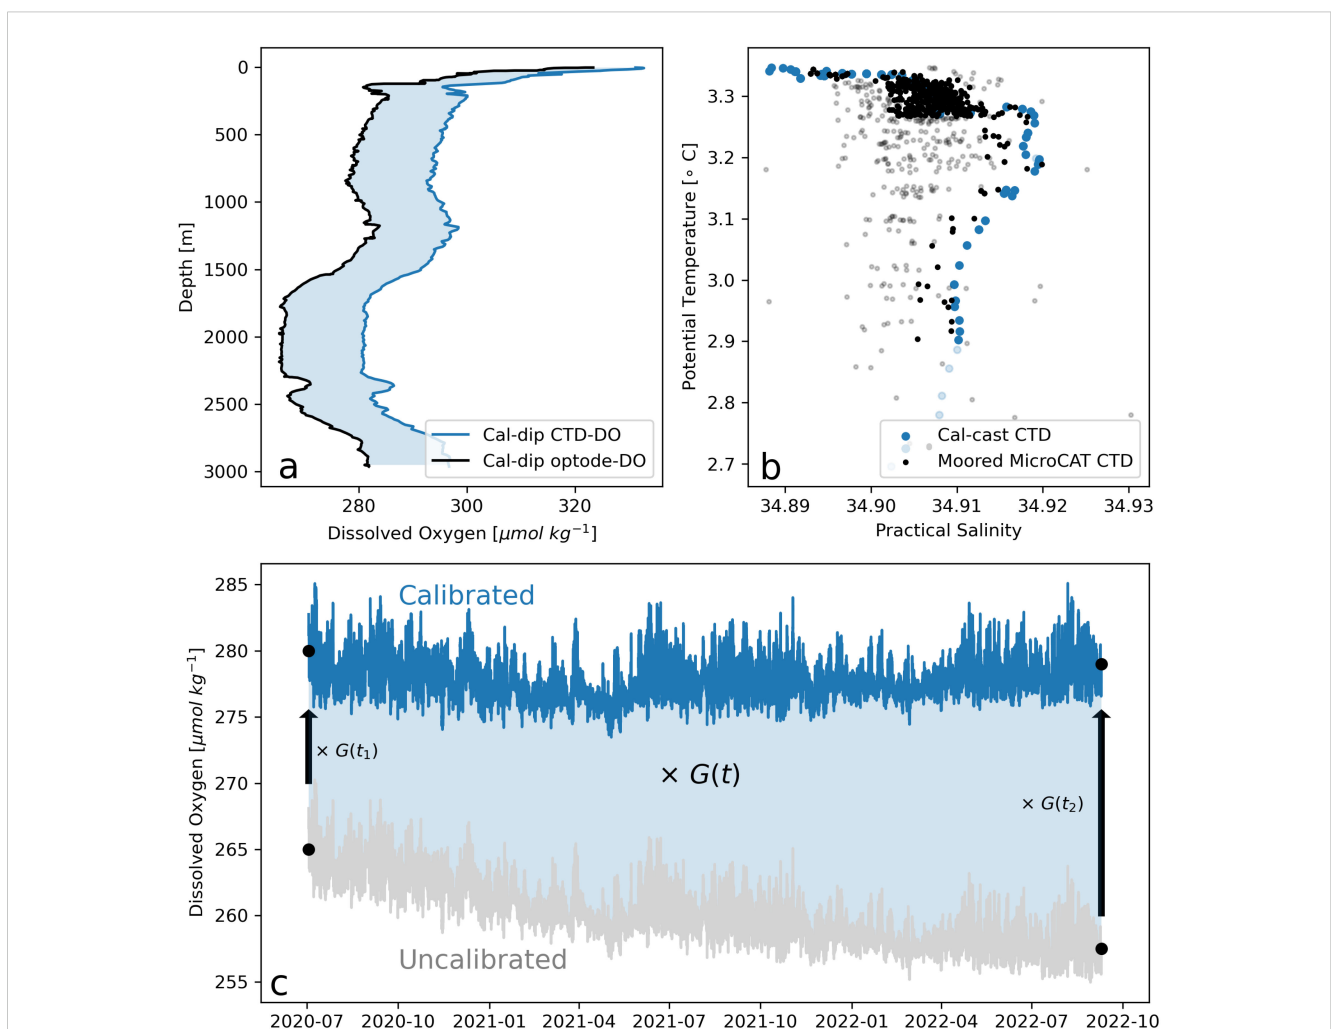 0
500
1000
1500
2000
2500
3000
Depth [m]
280 300 320
Dissolved Oxygen [μmol kg⁻¹]
Cal-dip CTD-DO
Cal-dip optode-DO
a
3.3
3.2
3.1
3.0
2.9
2.8
2.7
Potential Temperature [∘ C]
34.89 34.90 34.91 34.92 34.93
Practical Salinity
Cal-cast CTD
Moored MicroCAT CTD
b
285
280
275
270
265
260
255
Dissolved Oxygen [μmol kg⁻¹]
Calibrated
× G(t₁)
× G(t)
× G(t₂)
Uncalibrated
c
2020-07 2020-10 2021-01 2021-04 2021-07 2021-10 2022-01 2022-04 2022-07 2022-10